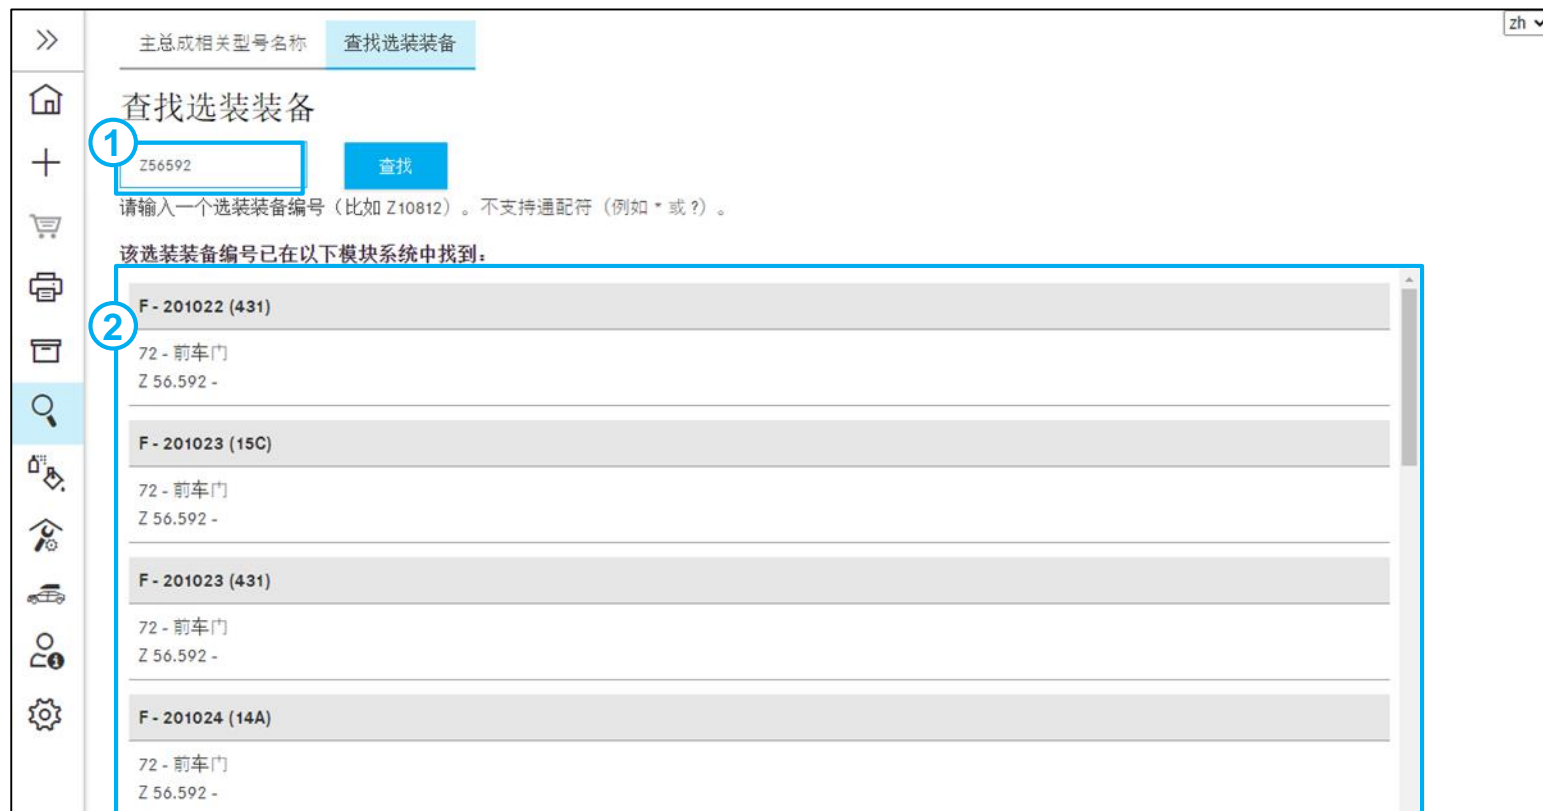 zh
主总成相关型号名称 查找选装装备
查找选装装备
1
Z56592 查找
请输入一个选装装备编号（比如 Z10812）。不支持通配符（例如 * 或 ?）。
该选装装备编号已在以下模块系统中找到：
F - 201022 (431)
2
72 - 前车门
Z 56.592 -
F - 201023 (15C)
72 - 前车门
Z 56.592 -
F - 201023 (431)
72 - 前车门
Z 56.592 -
F - 201024 (14A)
72 - 前车门
Z 56.592 -